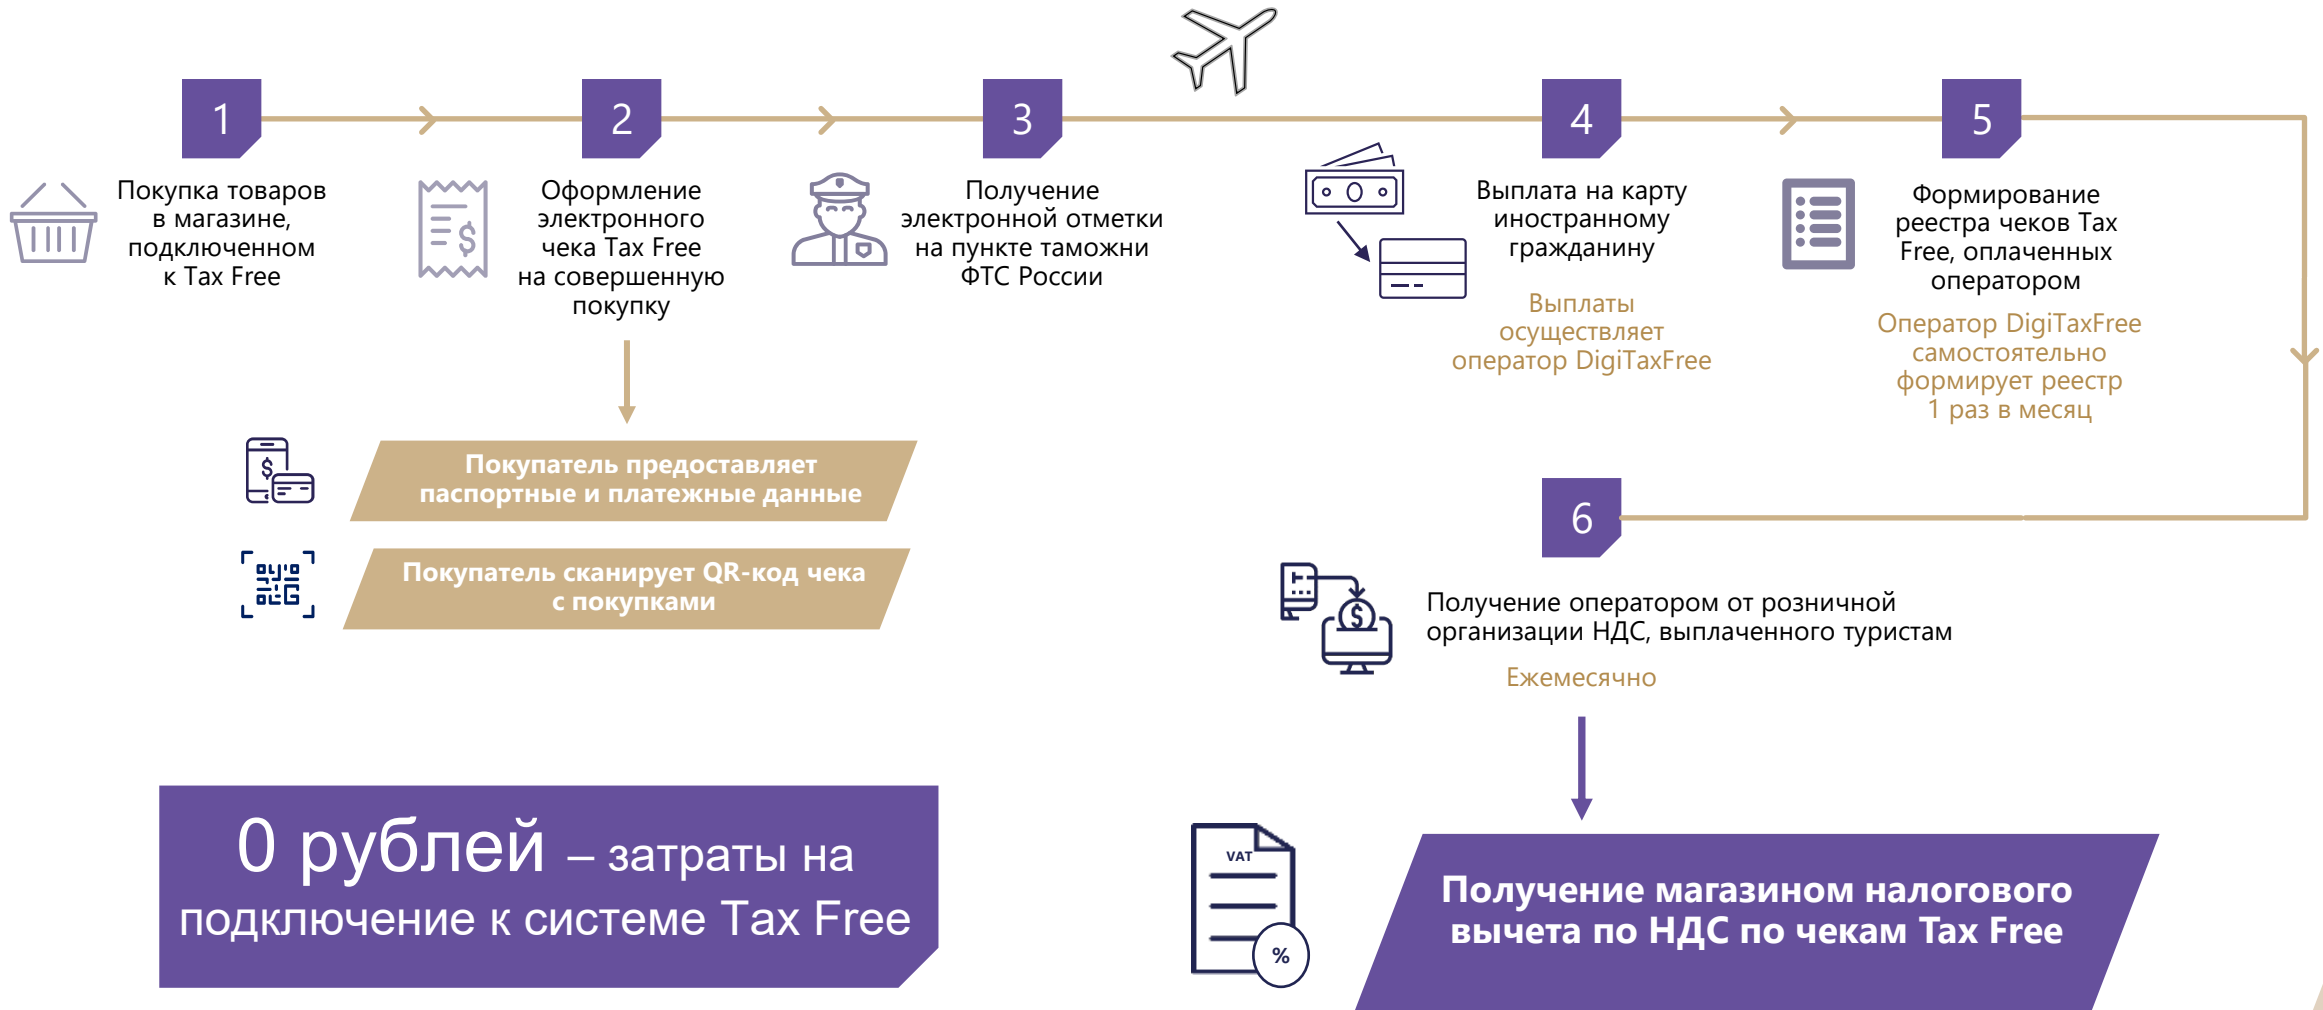 1
Покупка товаров
в магазине,
подключенном
к Tax Free
2
Оформление
электронного
чека Tax Free
на совершенную
покупку
3
Получение
электронной отметки
на пункте таможни
ФТС России
4
Выплата на карту
иностранному
гражданину
Выплаты
осуществляет
оператор DigiTaxFree
5
Формирование
реестра чеков Tax
Free, оплаченных
оператором
Оператор DigiTaxFree
самостоятельно
формирует реестр
1 раз в месяц
Покупатель предоставляет
паспортные и платежные данные
Покупатель сканирует QR-код чека
с покупками
6
Получение оператором от розничной
организации НДС, выплаченного туристам
Ежемесячно
0 рублей – затраты на
подключение к системе Tax Free
VAT
%
Получение магазином налогового
вычета по НДС по чекам Tax Free